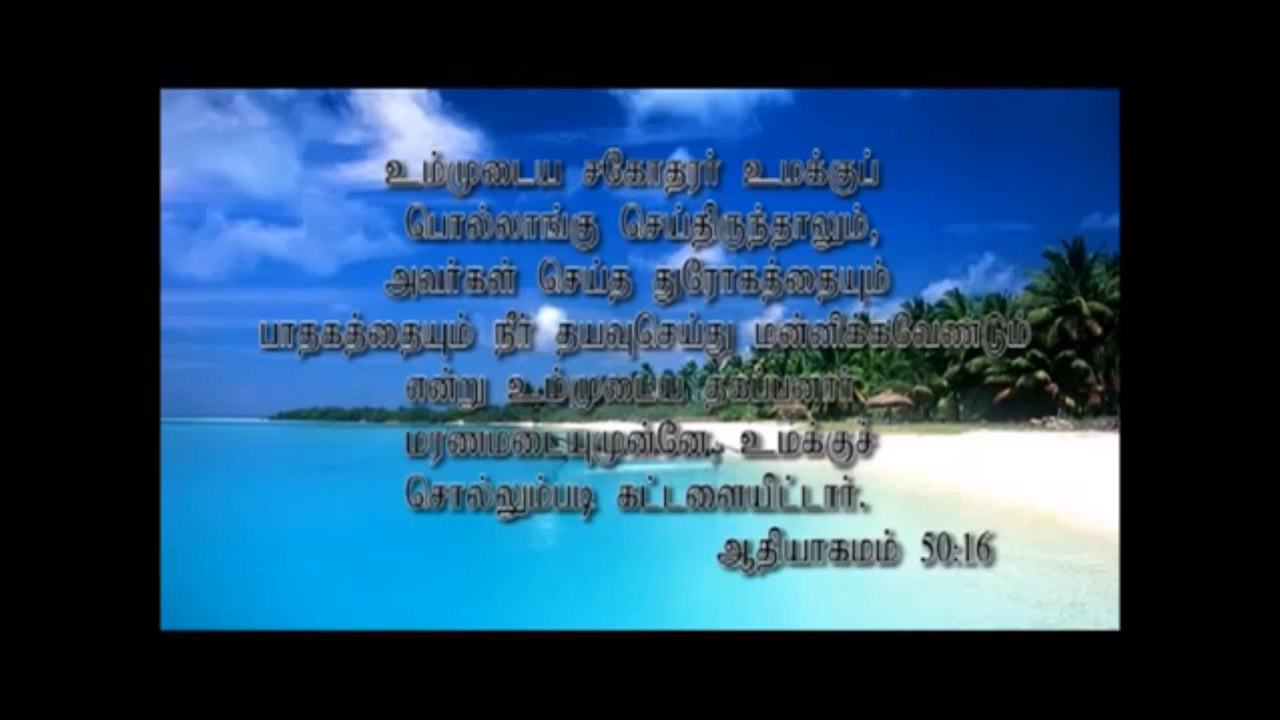 உம்முடைய சகோதரர் உமக்குப்
பொல்லாங்கு செய்திருந்தாலும்,
அவர்கள் செய்த துரோகத்தையும்
பாதகத்தையும் நீர் தயவுசெய்து மன்னிக்கவேண்டும்
என்று உம்முடைய தகப்பனார்
மரணமடையுமுன்னே, உமக்குச்
சொல்லும்படி கட்டளையிட்டார்.
ஆதியாகமம் 50:16